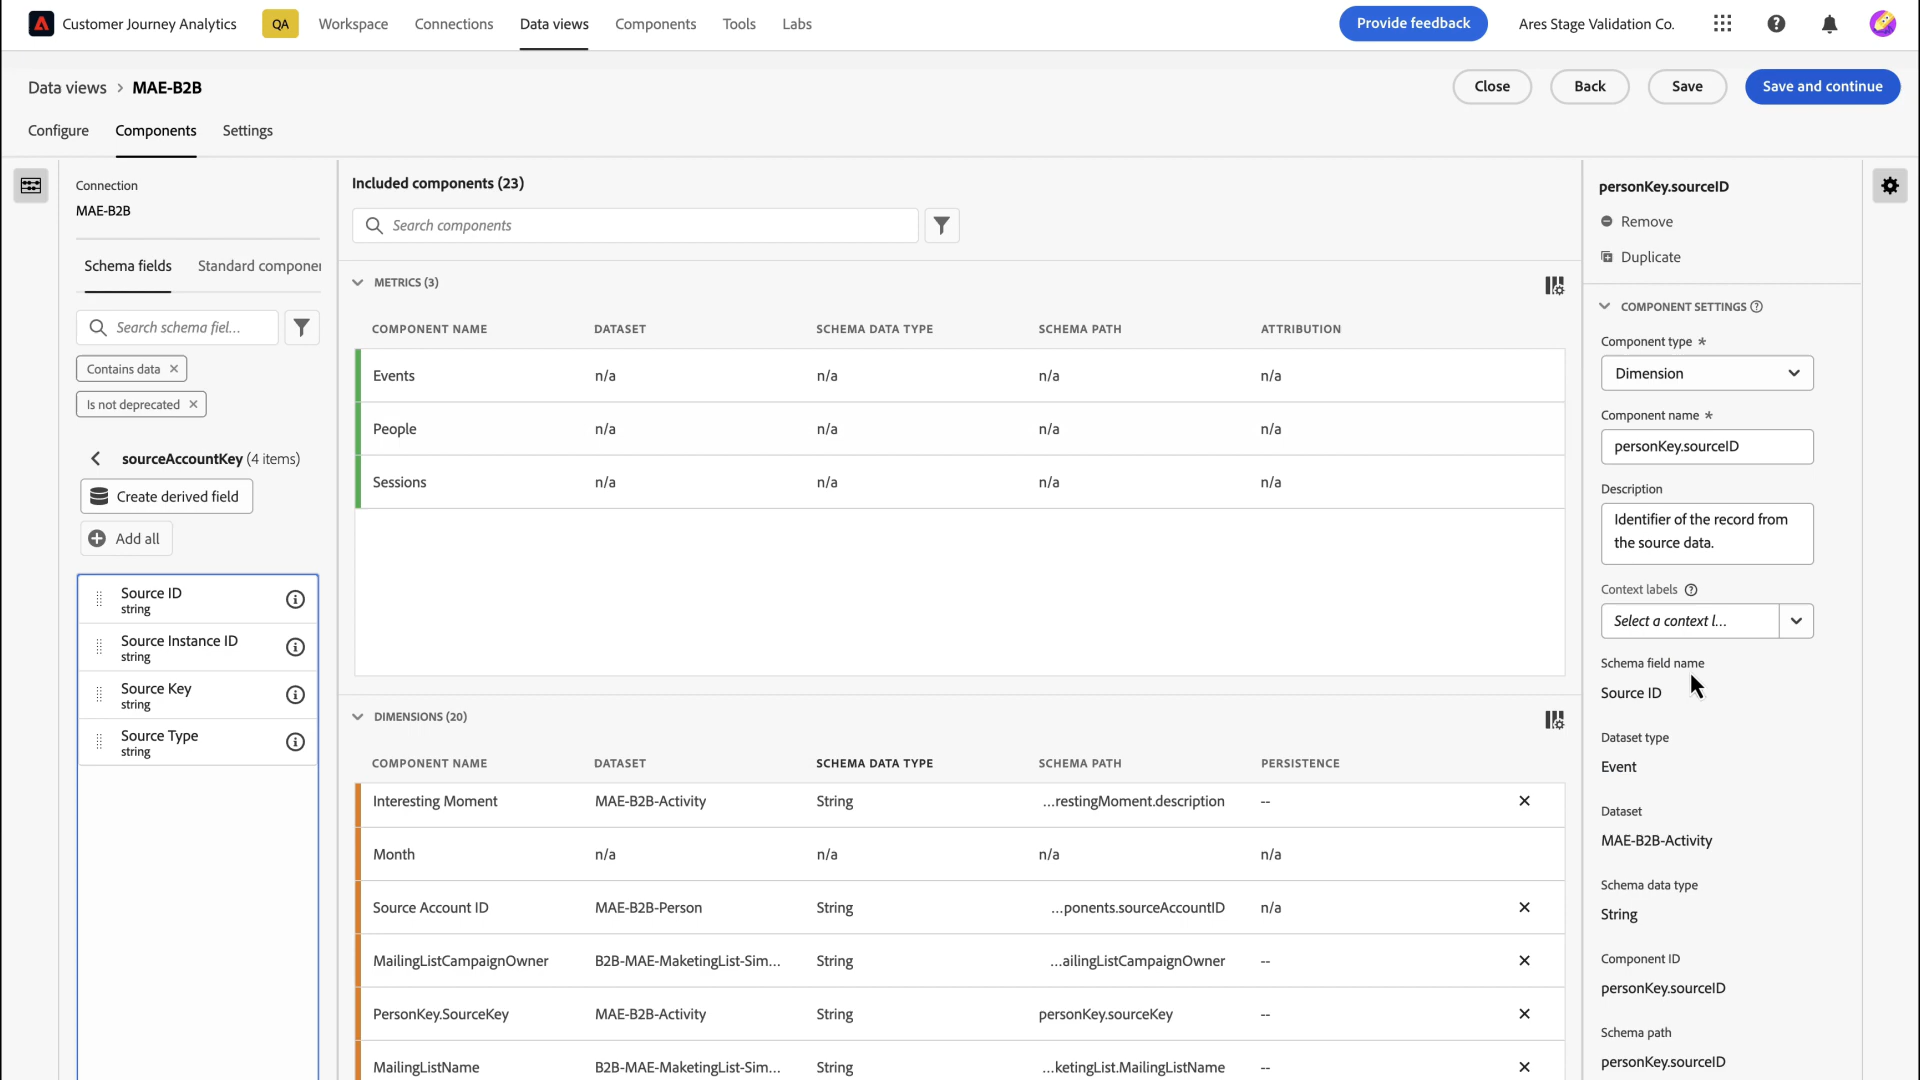 Customer Journey Analytics
QA
Workspace
Connections
Data views
Components
Tools
Labs
Provide feedback
Ares Stage Validation Co.
Data views > MAE-B2B
Close
Back
Save
Save and continue
Configure
Components
Settings
Connection
MAE-B2B
Schema fields
Standard componen
Search schema fiel...
Contains data
Is not deprecated
sourceAccountKey (4 items)
Create derived field
Add all
Source ID
string
Source Instance ID
string
Source Key
string
Source Type
string
Included components (23)
Search components
METRICS (3)
COMPONENT NAME DATASET SCHEMA DATA TYPE SCHEMA PATH ATTRIBUTION
Events n/a n/a n/a n/a
People n/a n/a n/a n/a
Sessions n/a n/a n/a n/a
DIMENSIONS (20)
COMPONENT NAME DATASET SCHEMA DATA TYPE SCHEMA PATH PERSISTENCE
Interesting Moment MAE-B2B-Activity String ...restingMoment.description --
Month n/a n/a n/a n/a
Source Account ID MAE-B2B-Person String ...ponents.sourceAccountID n/a
MailingListCampaignOwner B2B-MAE-MaketingList-Sim... String ...ailingListCampaignOwner --
PersonKey.SourceKey MAE-B2B-Activity String personKey.sourceKey --
MailingListName B2B-MAE-MaketingList-Sim... String ...ketingList.MailingListName --
personKey.sourceID
Remove
Duplicate
COMPONENT SETTINGS
Component type *
Dimension
Component name *
personKey.sourceID
Description
Identifier of the record from
the source data.
Context labels
Select a context l...
Schema field name
Source ID
Dataset type
Event
Dataset
MAE-B2B-Activity
Schema data type
String
Component ID
personKey.sourceID
Schema path
personKey.sourceID